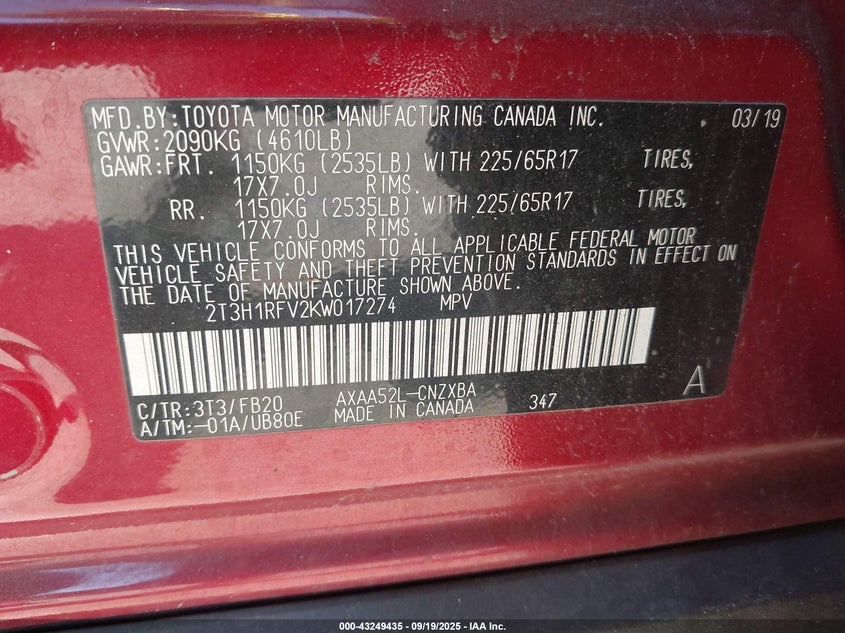 MFD.BY:TOYOTA MOTOR MANUFACTURING CANADA INC. 03/19
GVWR:2090KG (4610LB)
GAWR:FRT. 1150KG (2535LB) WITH 225/65R17 TIRES,
17X7.0J RIMS.
RR. 1150KG (2535LB) WITH 225/65R17 TIRES,
17X7.0J RIMS.
THIS VEHICLE CONFORMS TO ALL APPLICABLE FEDERAL MOTOR
VEHICLE SAFETY AND THEFT PREVENTION STANDARDS IN EFFECT ON
THE DATE OF MANUFACTURE SHOWN ABOVE.
2T3H1RFV2KW017274 MPV
C/TR:3T3/FB20 AXAA52L-CNZXBA A
A/TM:-01A/UB80E MADE IN CANADA 347
000-43249435 - 09/19/2025 - IAA Inc.